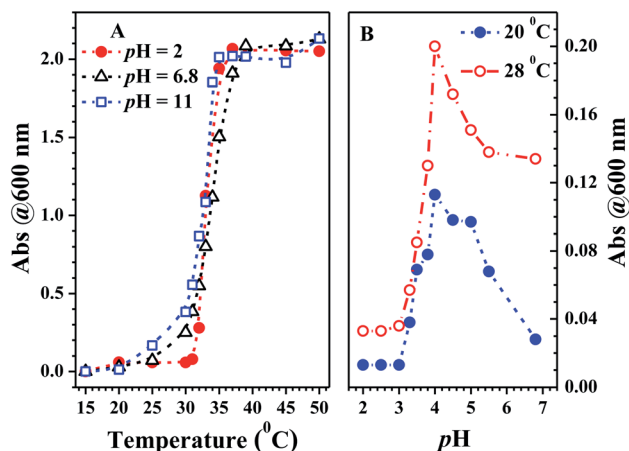 A
pH = 2
pH = 6.8
pH = 11
Abs @600 nm
2.0
1.5
1.0
0.5
0.0
15 20 25 30 35 40 45 50
Temperature (⁰C)
B
20 ⁰C
28 ⁰C
0.20
0.16
0.12
0.08
0.04
0.00
Abs @600 nm
2 3 4 5 6 7
pH